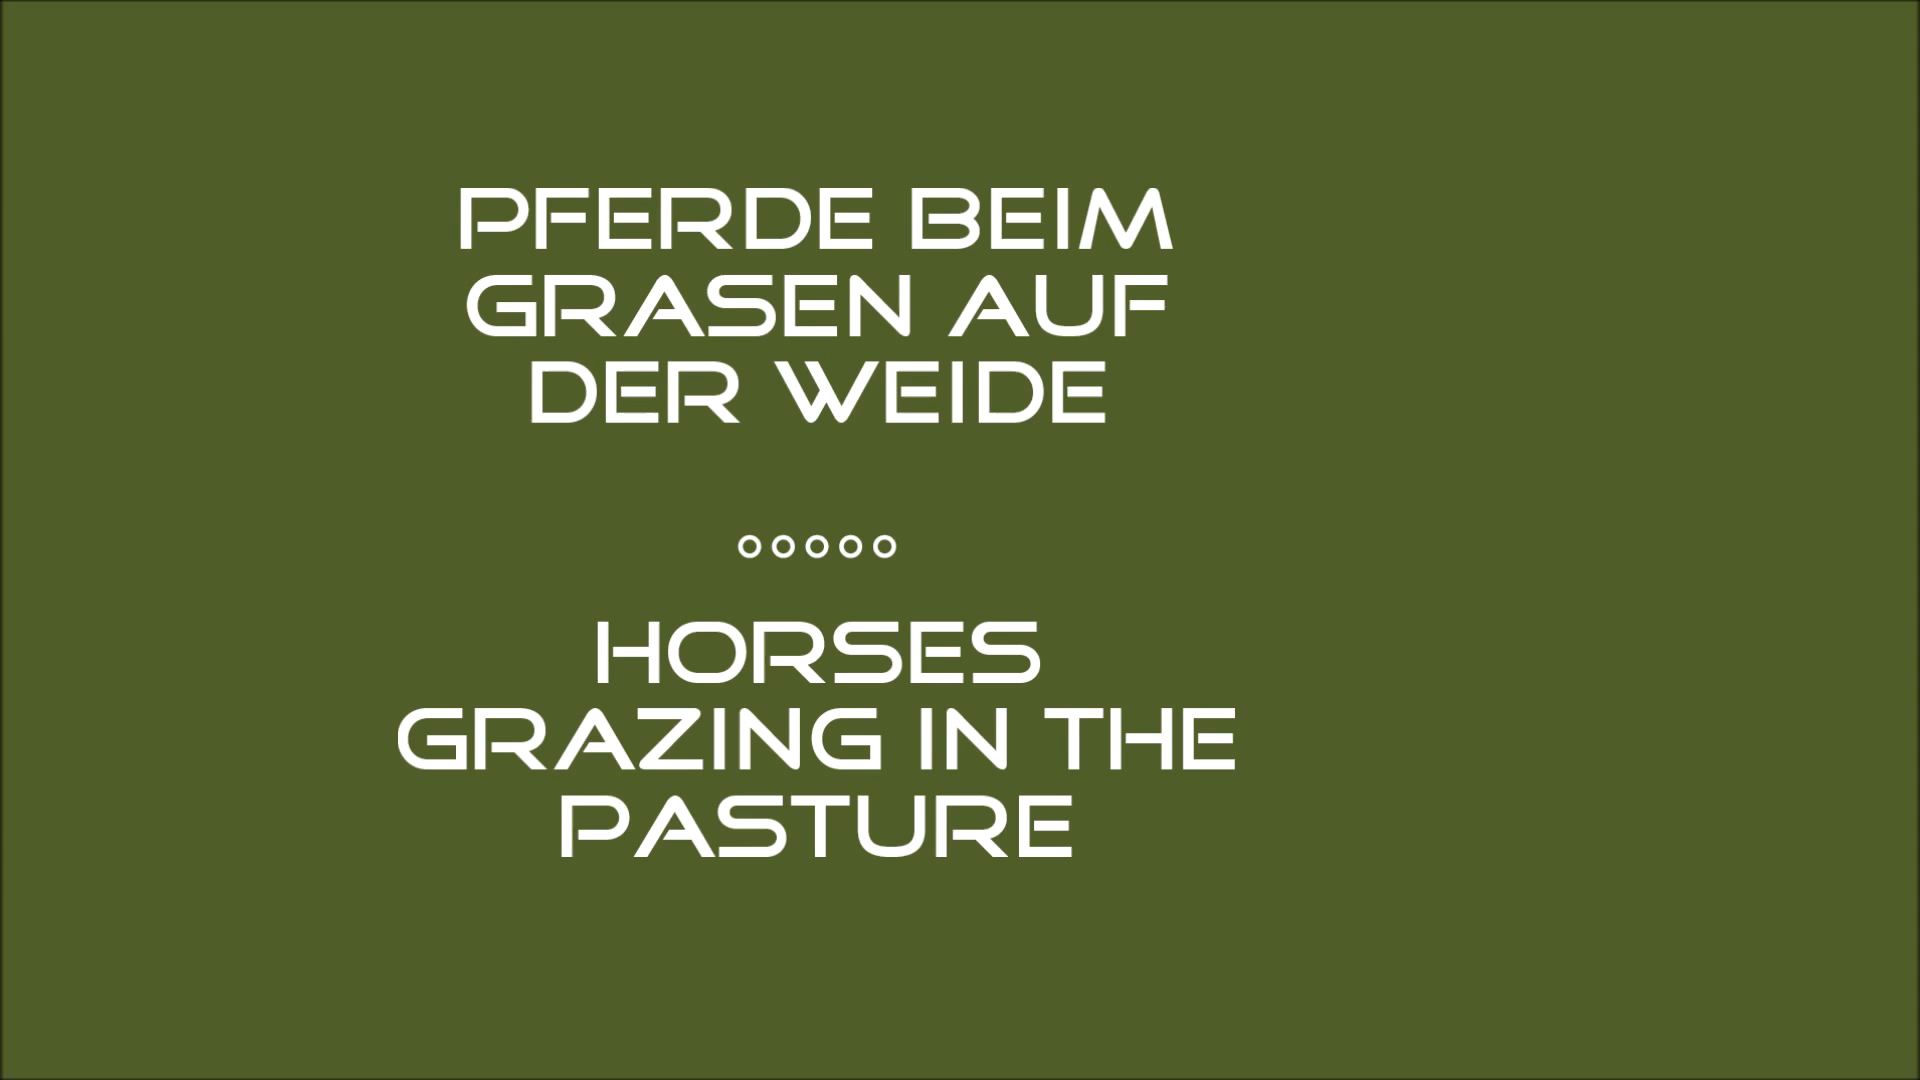 PFERDE BEIM
GRASEN AUF
DER WEIDE
HORSES
GRAZING IN THE
PASTURE